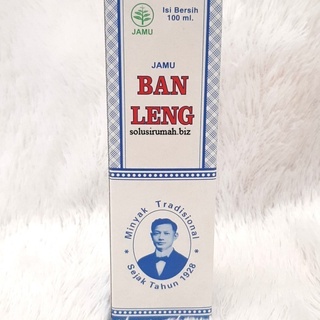 JAMU
Isi Bersih
100 ml.
JAMU
BAN
LENG
solusirumah.biz
* Minyak Tradisional *
Sejak Tahun 1928